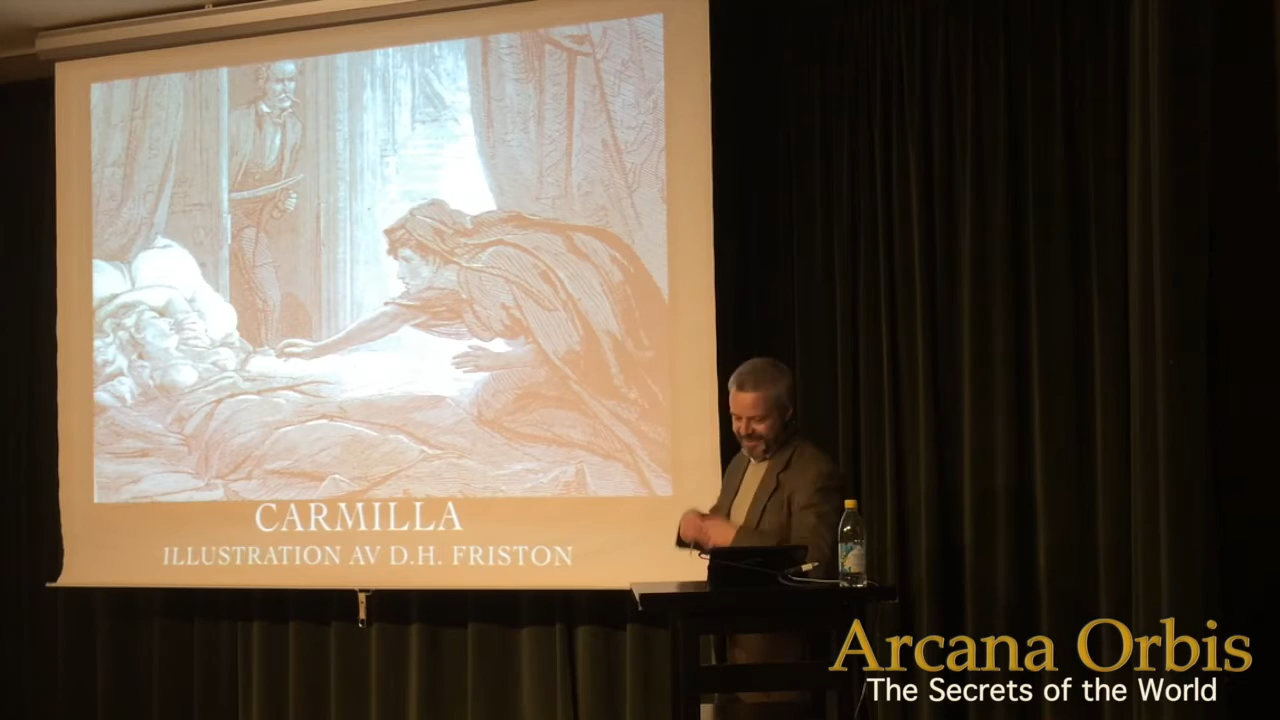 CARMILLA
ILLUSTRATION AV D.H. FRISTON
Arcana Orbis
The Secrets of the World